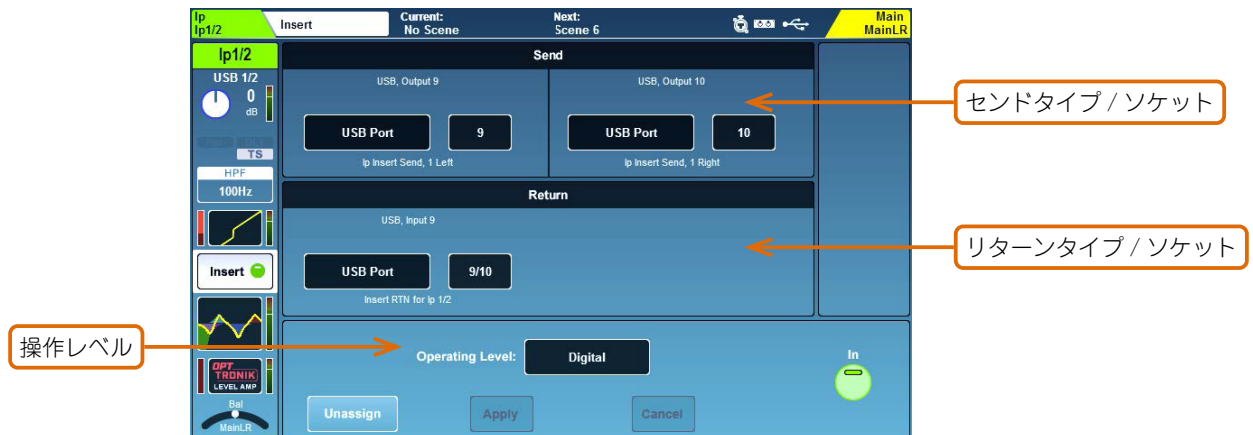 Ip
Ip1/2
Insert
Current:
No Scene
Next:
Scene 6
Main
MainLR
Ip1/2
USB 1/2
0
dB
TS
HPF
100Hz
Insert
OPT
TRONIK
LEVEL AMP
Bal
MainLR
Send
USB, Output 9
USB Port
9
Ip Insert Send, 1 Left
USB, Output 10
USB Port
10
Ip Insert Send, 1 Right
Return
USB, Input 9
USB Port
9/10
Insert RTN for Ip 1/2
Operating Level:
Digital
In
Unassign
Apply
Cancel
センドタイプ / ソケット
リターンタイプ / ソケット
操作レベル